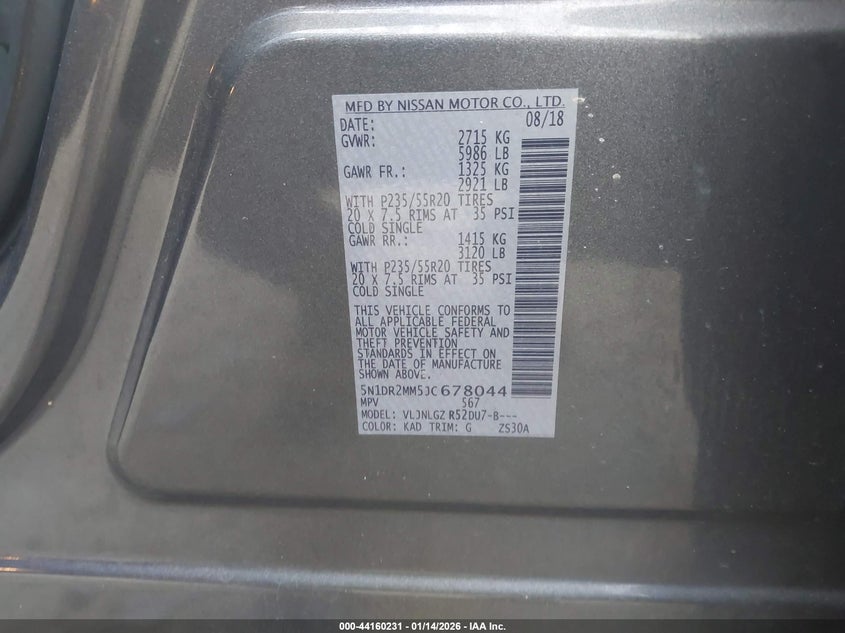 MFD BY NISSAN MOTOR CO., LTD.
DATE: 08/18
GVWR: 2715 KG
5986 LB
GAWR FR.: 1325 KG
2921 LB
WITH P235/55R20 TIRES
20 X 7.5 RIMS AT 35 PSI
COLD SINGLE
GAWR RR.: 1415 KG
3120 LB
WITH P235/55R20 TIRES
20 X 7.5 RIMS AT 35 PSI
COLD SINGLE
THIS VEHICLE CONFORMS TO
ALL APPLICABLE FEDERAL
MOTOR VEHICLE SAFETY AND
THEFT PREVENTION
STANDARDS IN EFFECT ON
THE DATE OF MANUFACTURE
SHOWN ABOVE.
5N1DR2MM5JC678044
MPV 567
MODEL: VLJNLGZ R52DU7-B---
COLOR: KAD TRIM: G ZS30A
000-44160231 - 01/14/2026 - IAA Inc.